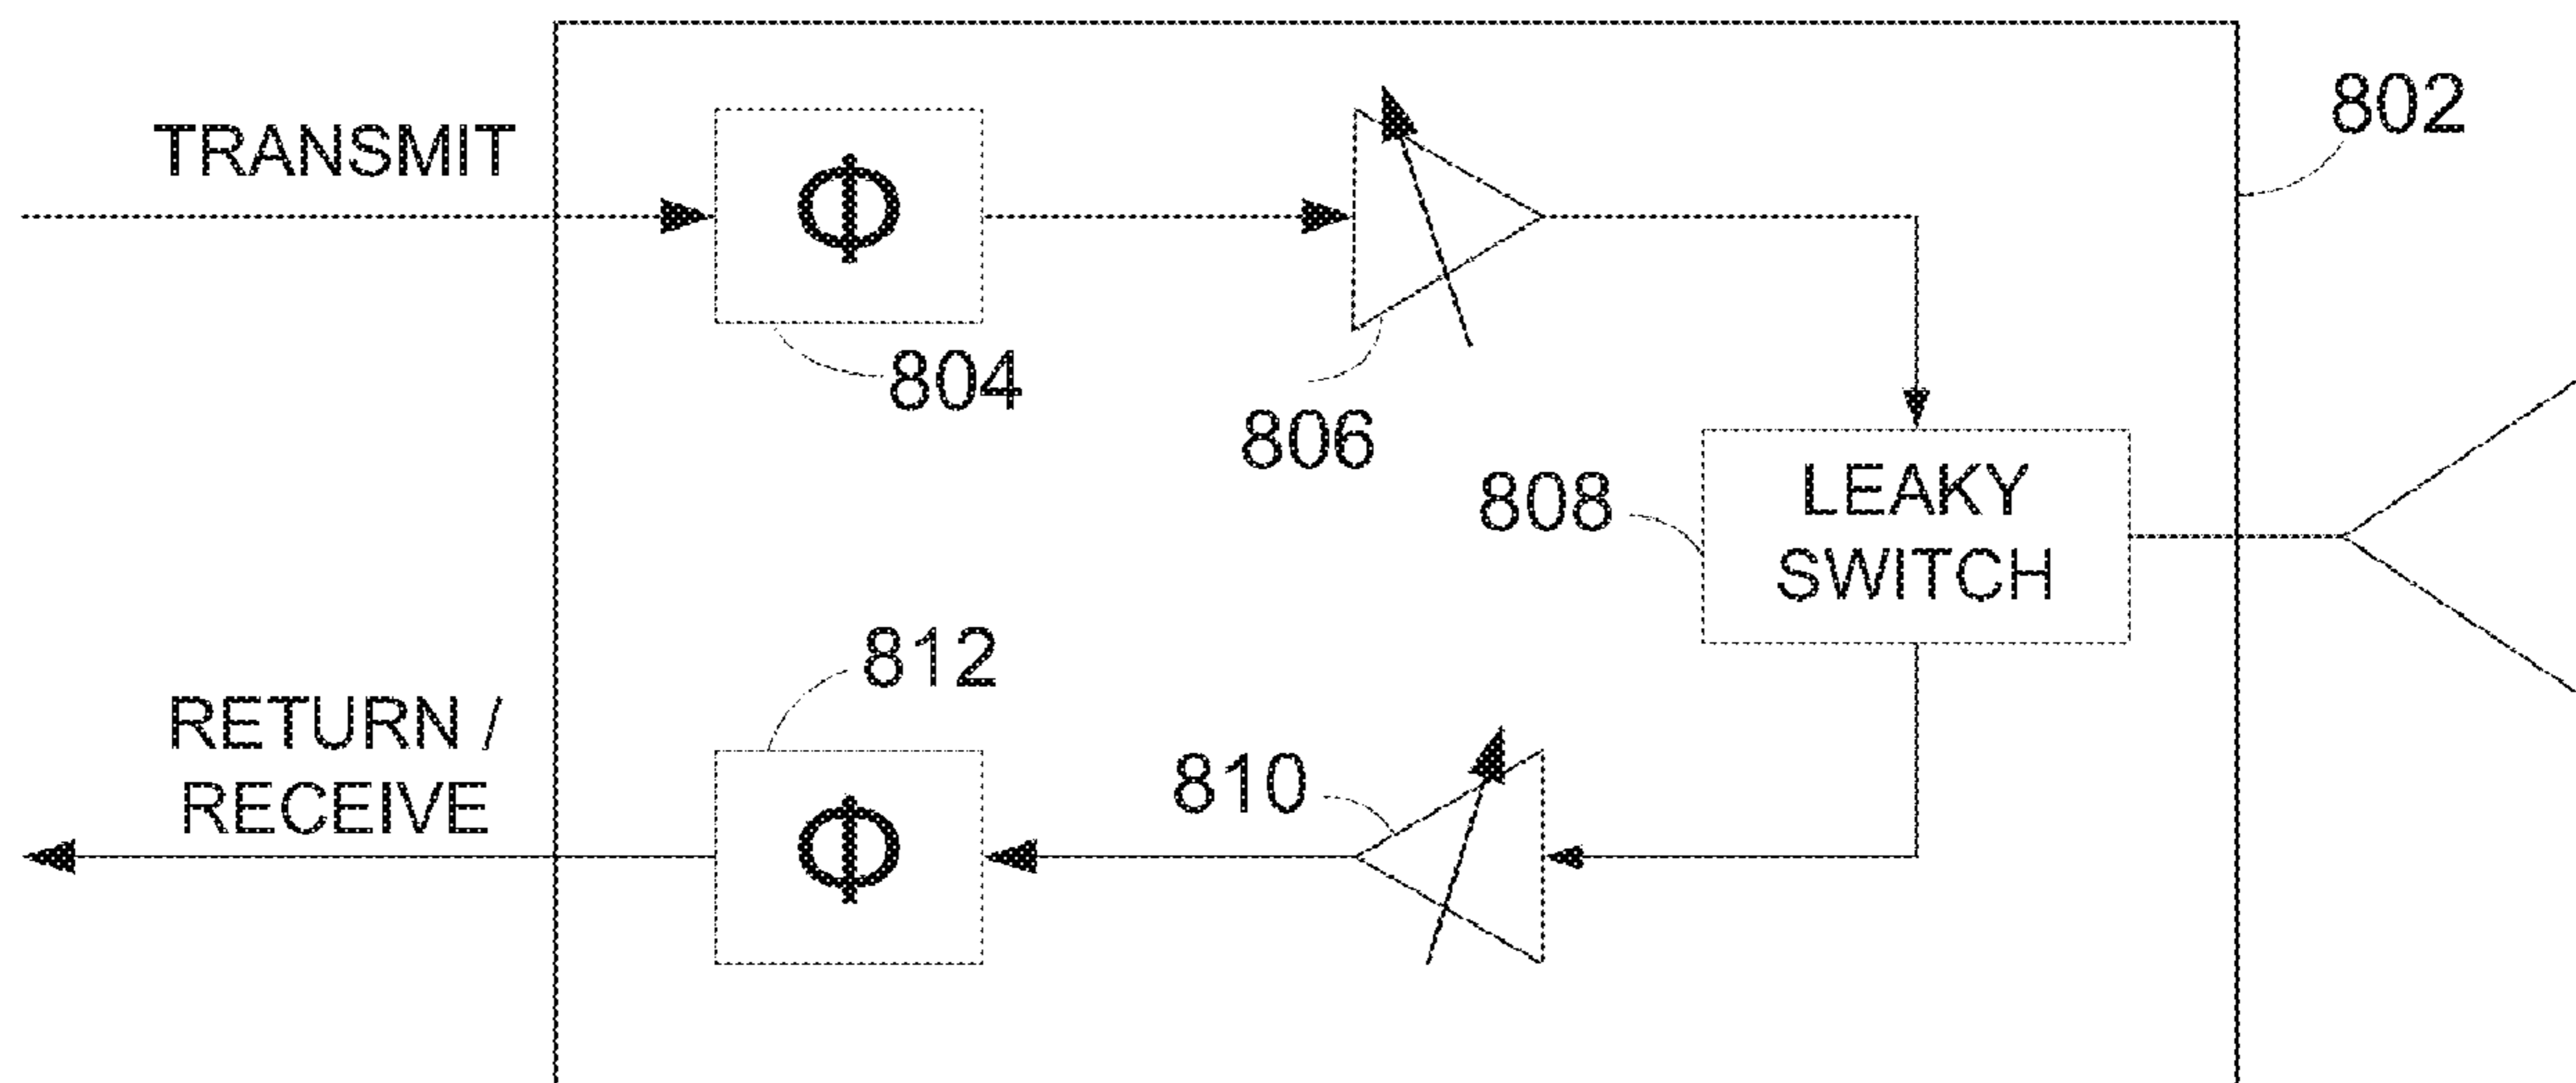 TRANSMIT
Φ
802
804
806
808
LEAKY
SWITCH
812
810
RETURN /
RECEIVE
Φ